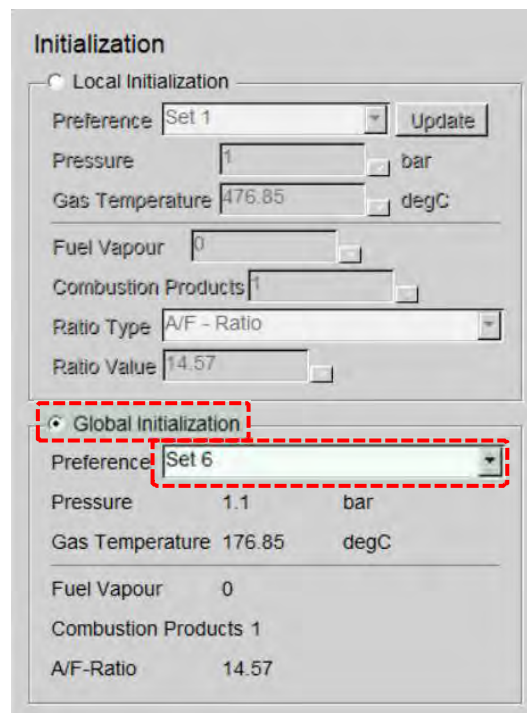 Initialization
Local Initialization
Preference Set 1 Update
Pressure 1 bar
Gas Temperature 476.85 degC
Fuel Vapour 0
Combustion Products 1
Ratio Type A/F - Ratio
Ratio Value 14.57
Global Initialization
Preference Set 6
Pressure 1.1 bar
Gas Temperature 176.85 degC
Fuel Vapour 0
Combustion Products 1
A/F-Ratio 14.57